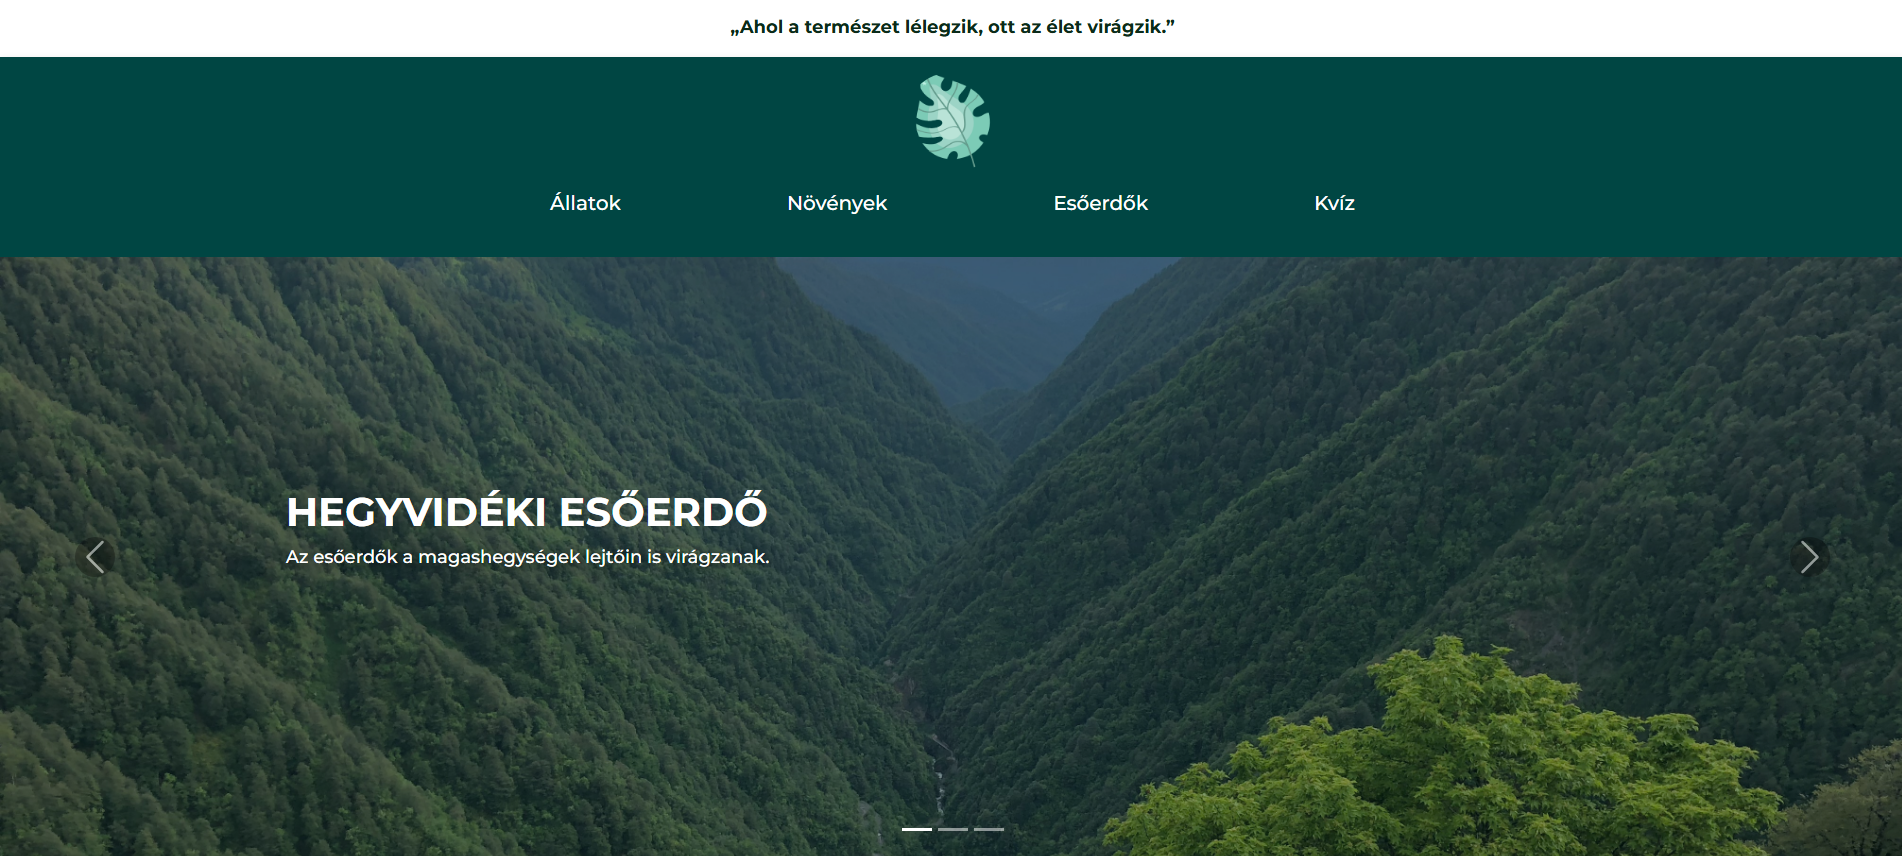 „Ahol a természet lélegzik, ott az élet virágzik.”
Állatok Növények Esőerdők Kvíz
HEGYVIDÉKI ESŐERDŐ
Az esőerdők a magashegységek lejtőin is virágzanak.